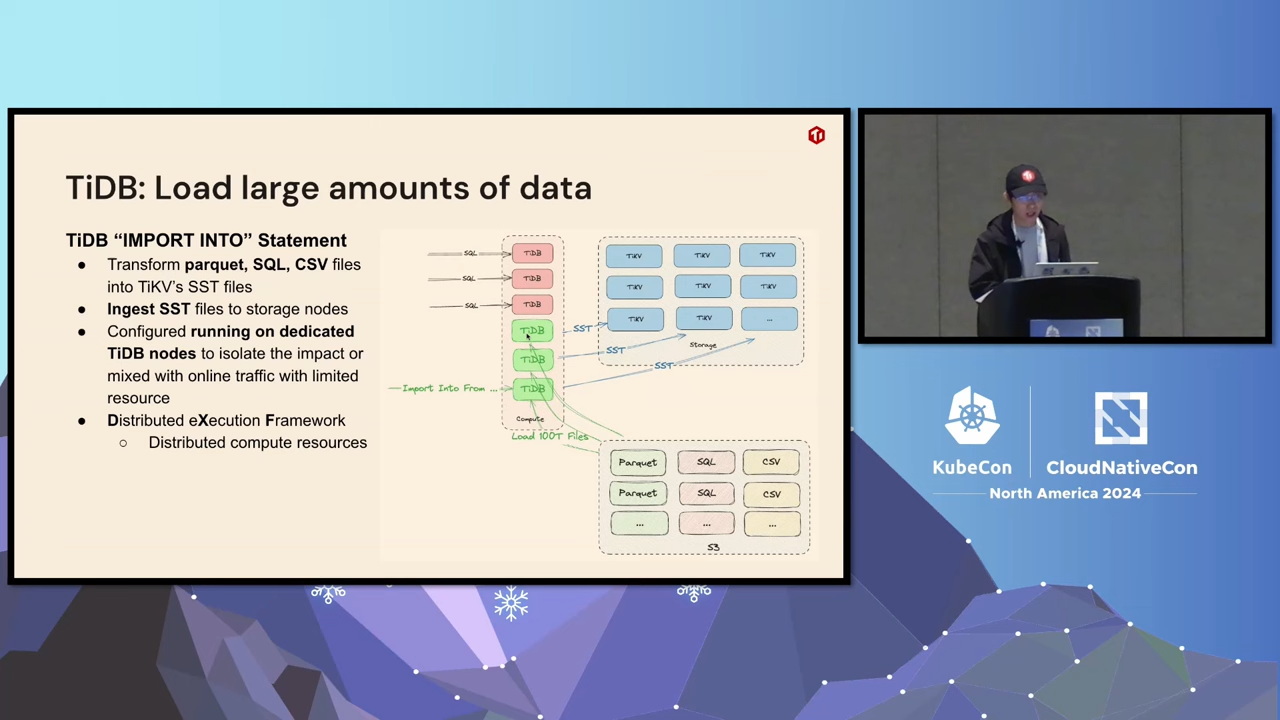 TiDB: Load large amounts of data
TiDB “IMPORT INTO” Statement
● Transform parquet, SQL, CSV files
into TiKV's SST files
● Ingest SST files to storage nodes
● Configured running on dedicated
TiDB nodes to isolate the impact or
mixed with online traffic with limited
resource
● Distributed eXecution Framework
○ Distributed compute resources
SQL TiDB
SQL TiDB
SQL TiDB
TiDB
TiDB
Import Into From ... TiDB
Compute
Load 100T Files
SST
SST
SST
TiKV TiKV TiKV
TiKV TiKV TiKV
TiKV TiKV ...
Storage
Parquet SQL CSV
Parquet SQL CSV
... ... ...
S3
KubeCon CloudNativeCon
North America 2024